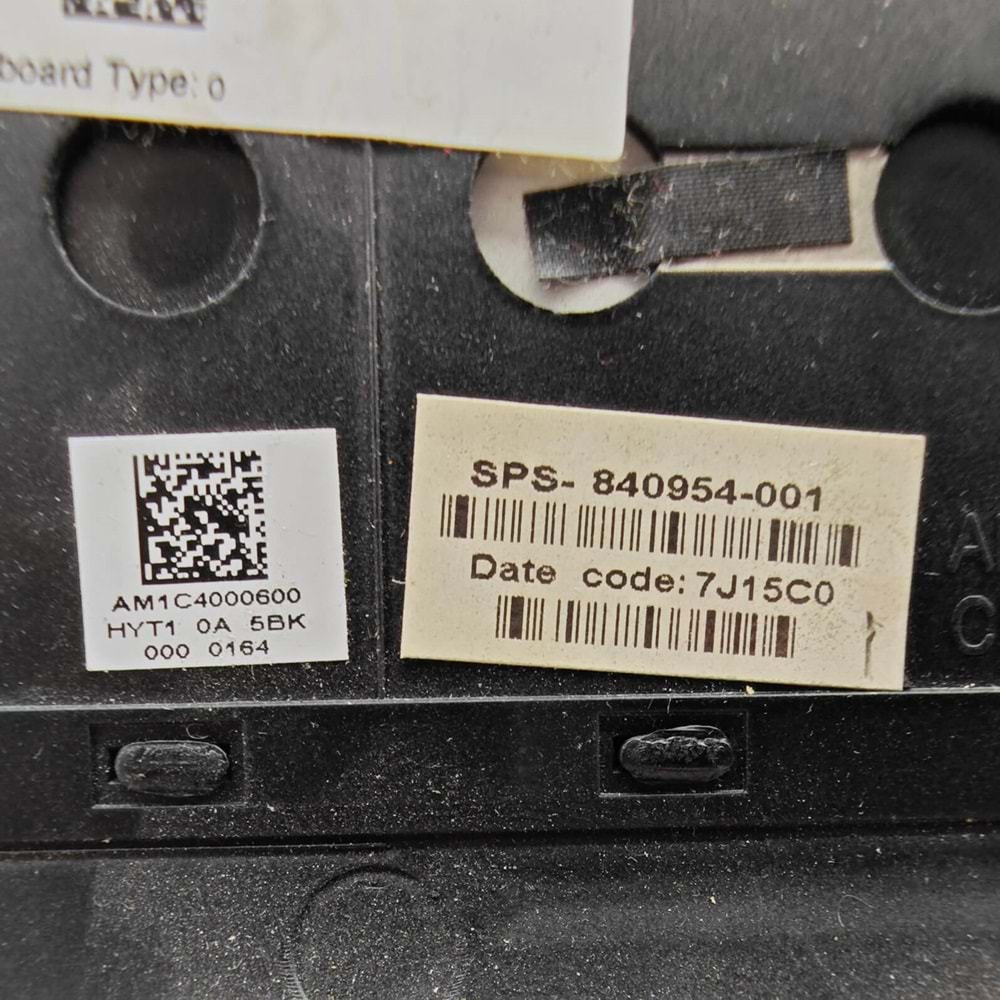 board Type: 0
SPS- 840954-001
Date code: 7J15C0
AM1C4000600
HYT1 0A 5BK
000 0164
A
C